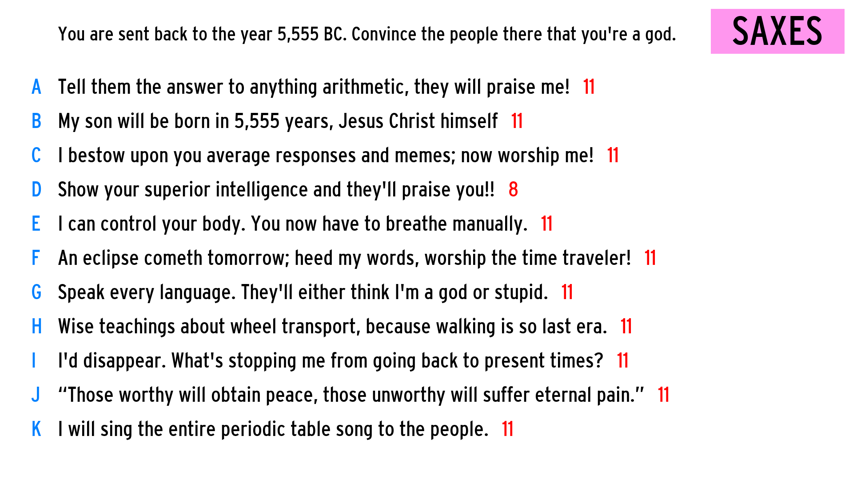 You are sent back to the year 5,555 BC. Convince the people there that you're a god.
SAXES
A Tell them the answer to anything arithmetic, they will praise me! 11
B My son will be born in 5,555 years, Jesus Christ himself 11
C I bestow upon you average responses and memes; now worship me! 11
D Show your superior intelligence and they'll praise you!! 8
E I can control your body. You now have to breathe manually. 11
F An eclipse cometh tomorrow; heed my words, worship the time traveler! 11
G Speak every language. They'll either think I'm a god or stupid. 11
H Wise teachings about wheel transport, because walking is so last era. 11
I I'd disappear. What's stopping me from going back to present times? 11
J “Those worthy will obtain peace, those unworthy will suffer eternal pain.” 11
K I will sing the entire periodic table song to the people. 11